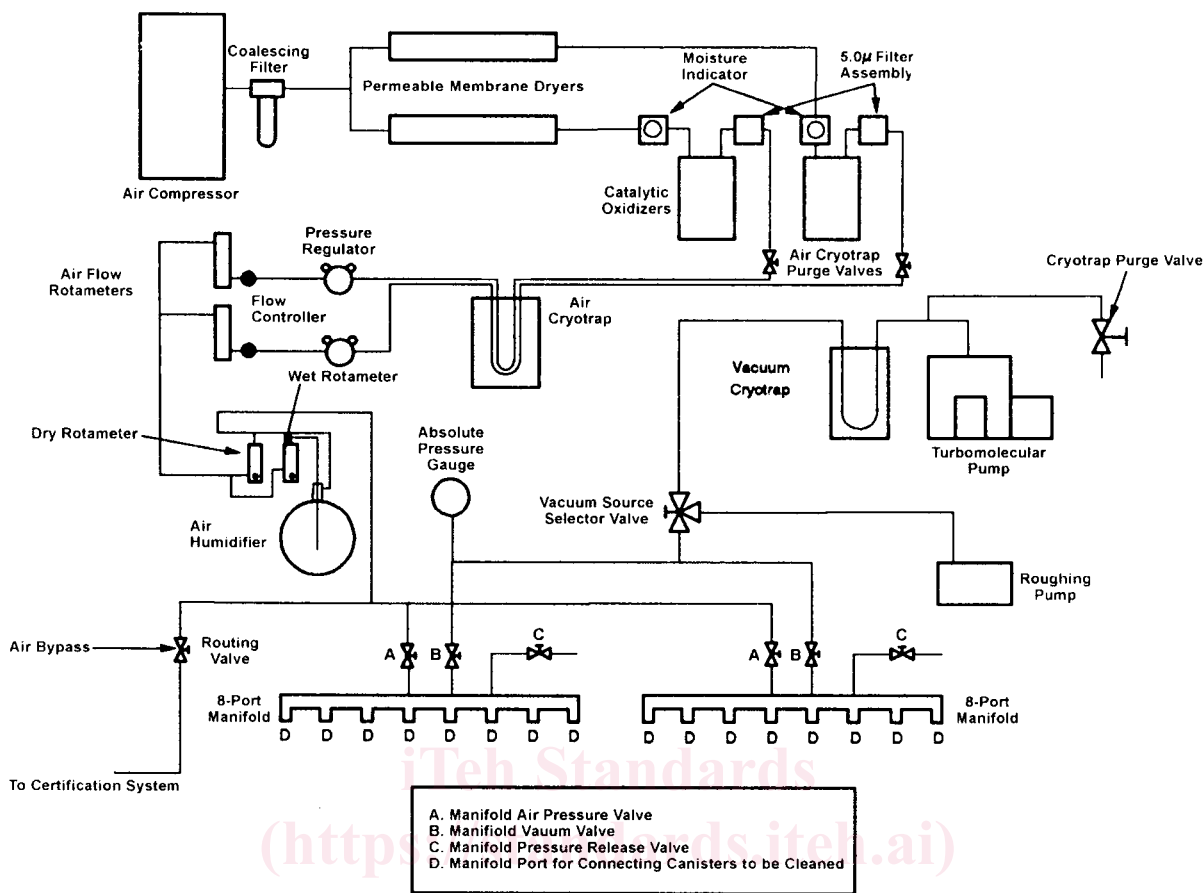 Coalescing
Filter
Permeable Membrane Dryers
Moisture
Indicator
5.0μ Filter
Assembly
Air Compressor
Catalytic
Oxidizers
Air Flow
Rotameters
Pressure
Regulator
Flow
Controller
Air
Cryotrap
Air Cryotrap
Purge Valves
Cryotrap Purge Valve
Wet Rotameter
Dry Rotameter
Vacuum
Cryotrap
Turbomolecular
Pump
Absolute
Pressure
Gauge
Vacuum Source
Selector Valve
Air
Humidifier
Roughing
Pump
Air Bypass
Routing
Valve
A
B
C
A
B
C
8-Port
Manifold
D D D D D D D D
D D D D D D D D
8-Port
Manifold
To Certification System
iTeh Standards
(https://standards.iteh.ai)
A. Manifold Air Pressure Valve
B. Manifiold Vauum Valve
C. Manifold Pressure Release Valve
D. Manifold Port for Connecting Canisters to be Cleaned